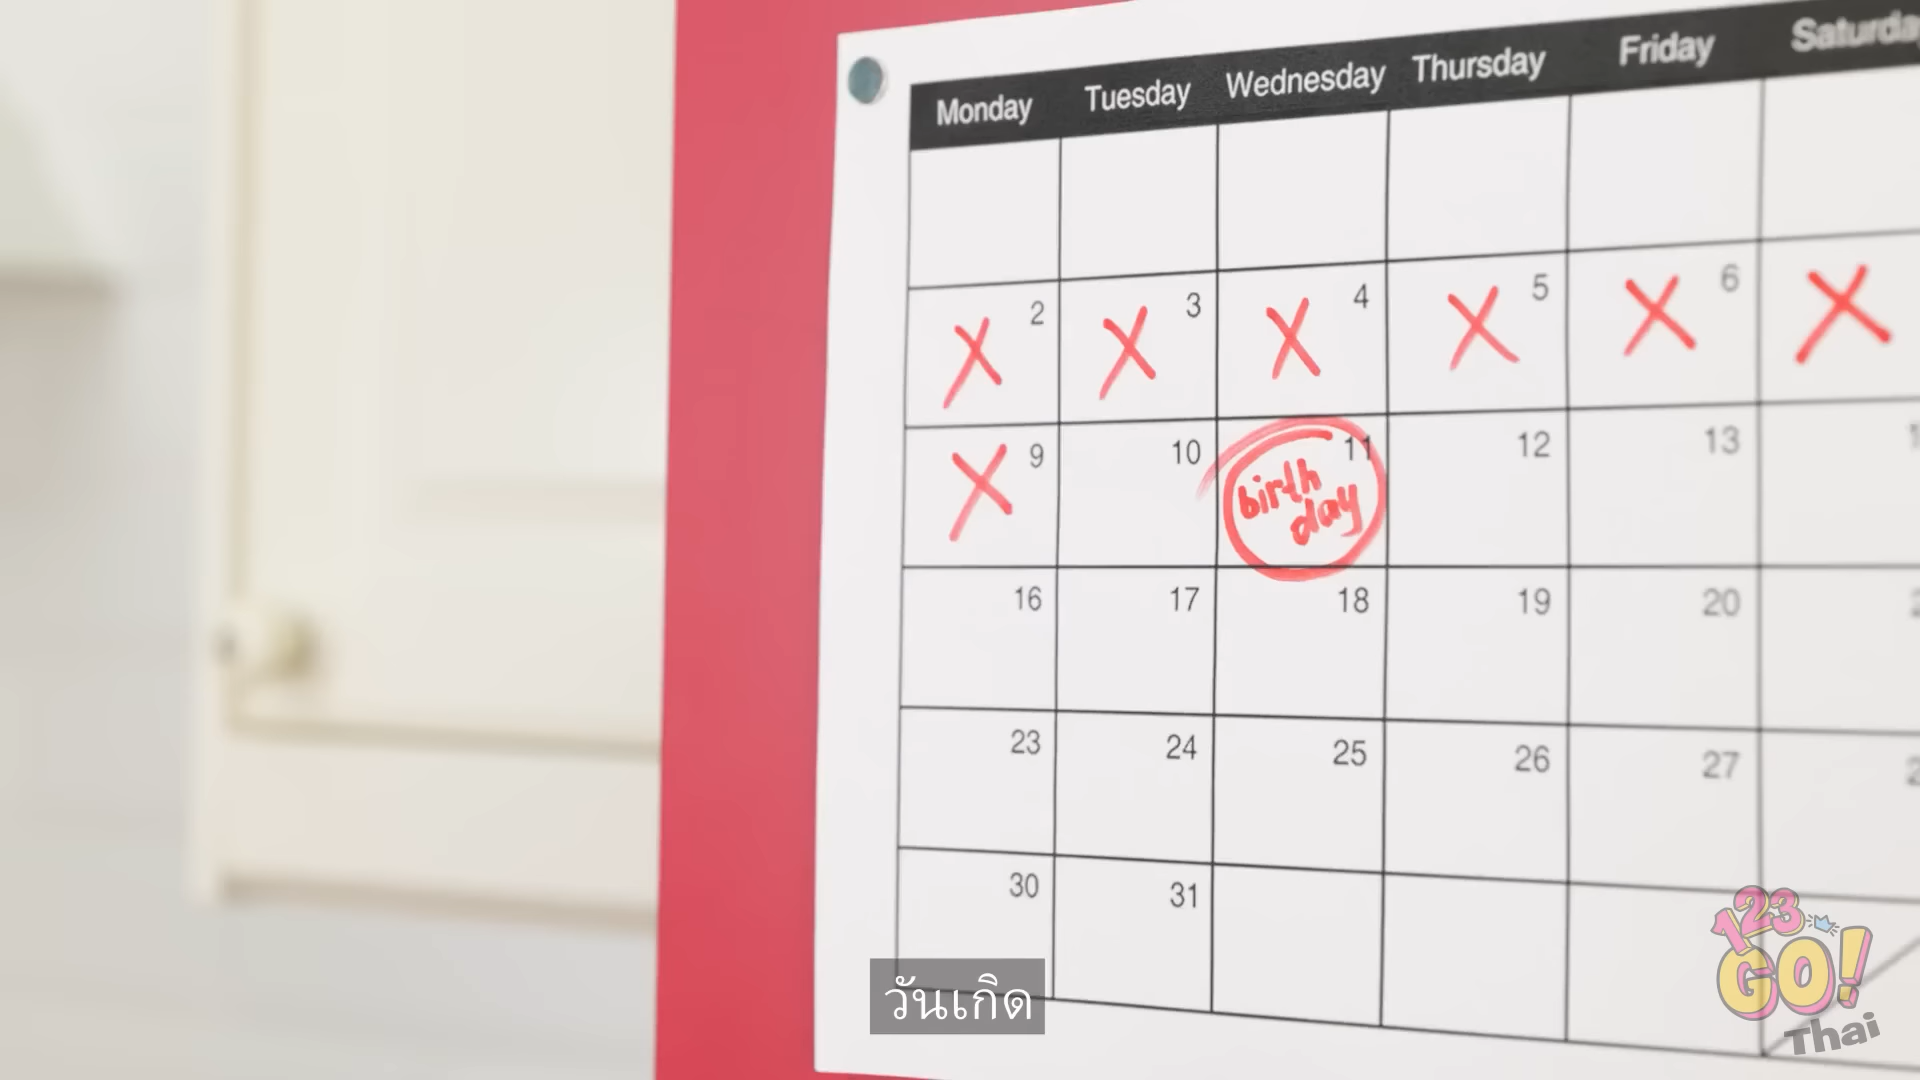 Monday Tuesday Wednesday Thursday Friday
2 3 4 5 6
9 10 11 12 13
birth
day
16 17 18 19 20
23 24 25 26 27
30 31
วันเกิด
123
GO!
Thai